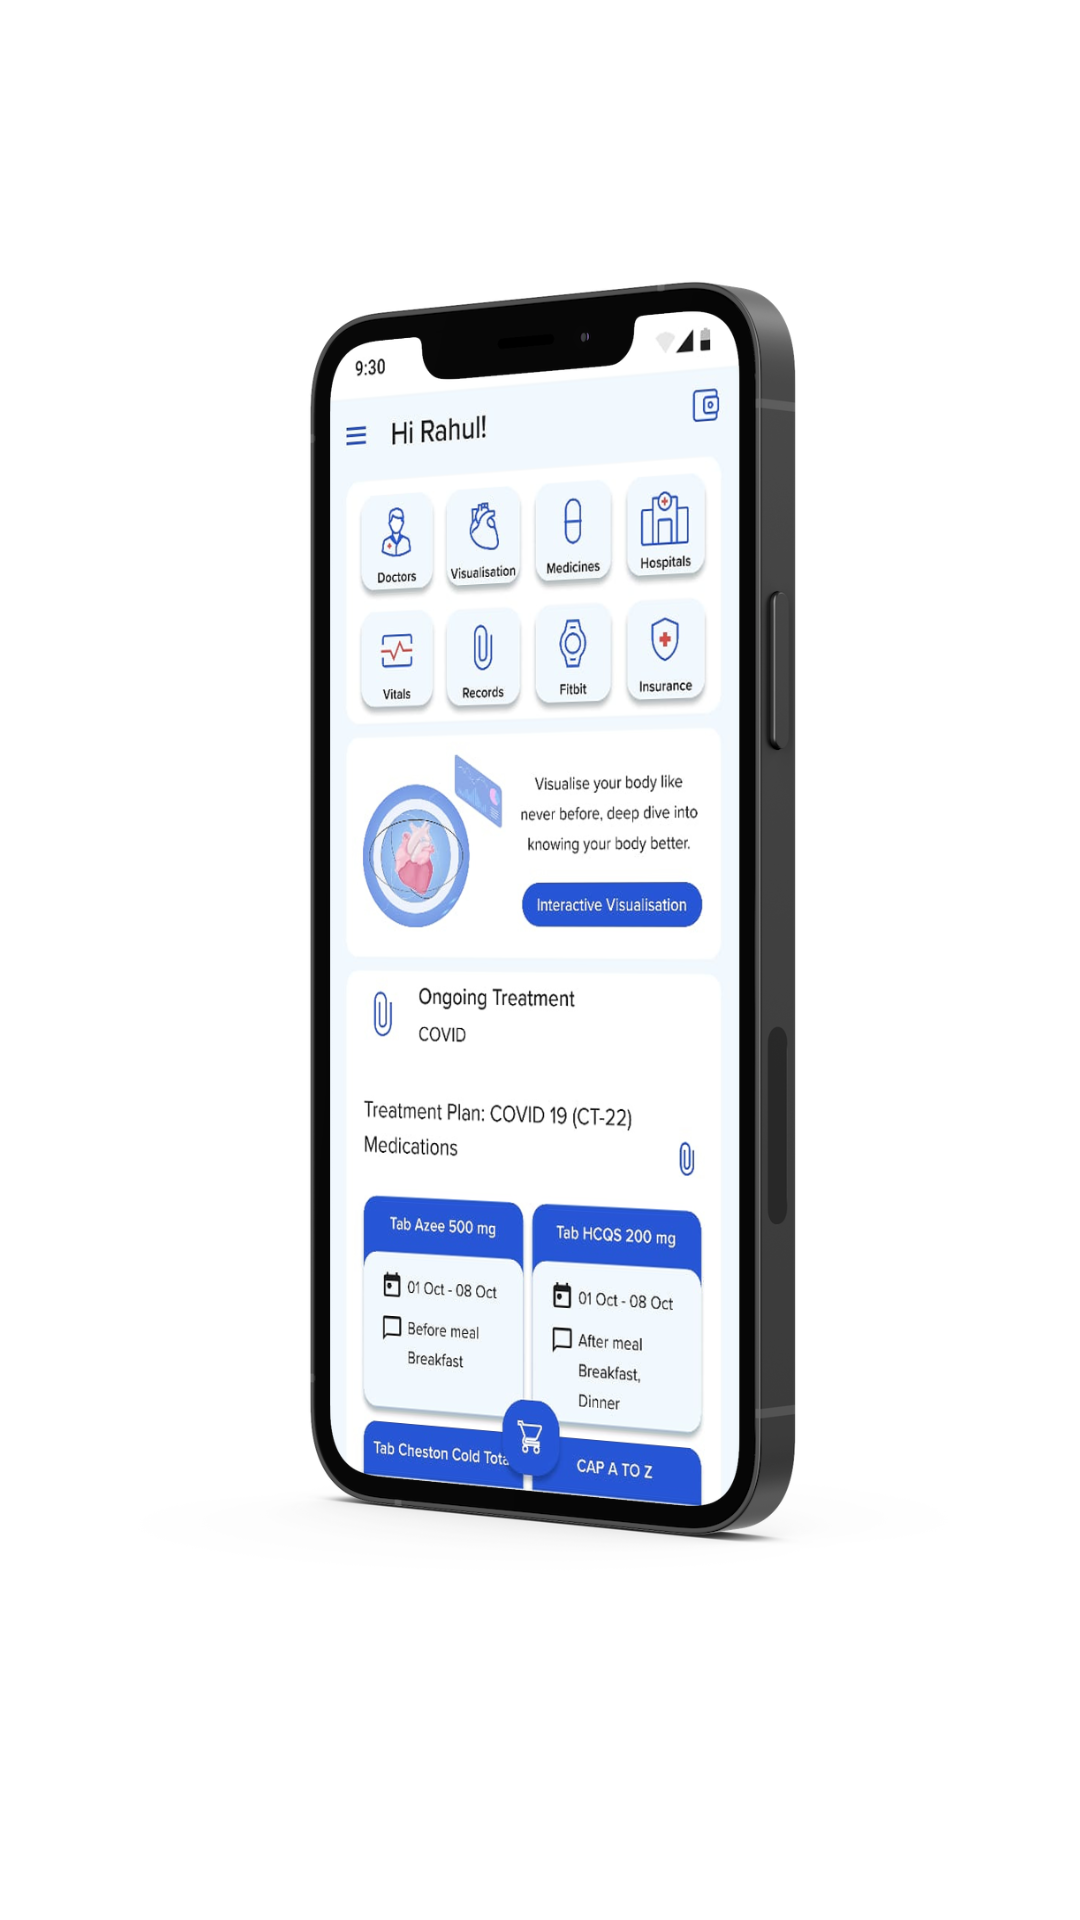 9:30
Hi Rahul!
Doctors
Visualisation
Medicines
Hospitals
Vitals
Records
Fitbit
Insurance
Visualise your body like
never before, deep dive into
knowing your body better.
Interactive Visualisation
Ongoing Treatment
COVID
Treatment Plan: COVID 19 (CT-22)
Medications
Tab Azee 500 mg
01 Oct - 08 Oct
Before meal
Breakfast
Tab HCQS 200 mg
01 Oct - 08 Oct
After meal
Breakfast,
Dinner
Tab Cheston Cold Tota
CAP A TO Z